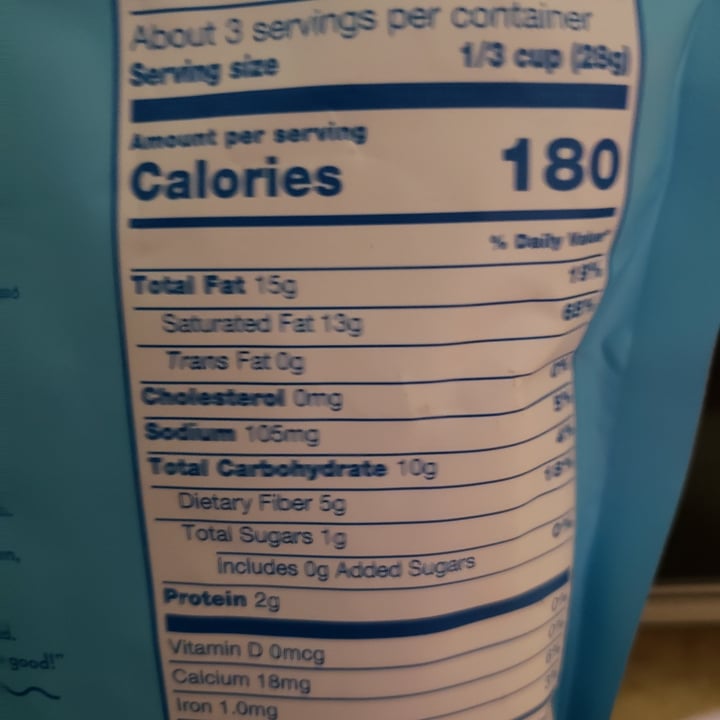 About 3 servings per container
Serving size 1/3 cup (28g)
Amount per serving
Calories 180
% Daily Value*
Total Fat 15g 19%
Saturated Fat 13g 65%
Trans Fat 0g
Cholesterol 0mg 0%
Sodium 105mg 5%
Total Carbohydrate 10g 4%
Dietary Fiber 5g 18%
Total Sugars 1g
Includes 0g Added Sugars 0%
Protein 2g
Vitamin D 0mcg 0%
Calcium 18mg 0%
Iron 1.0mg 6%
good!"